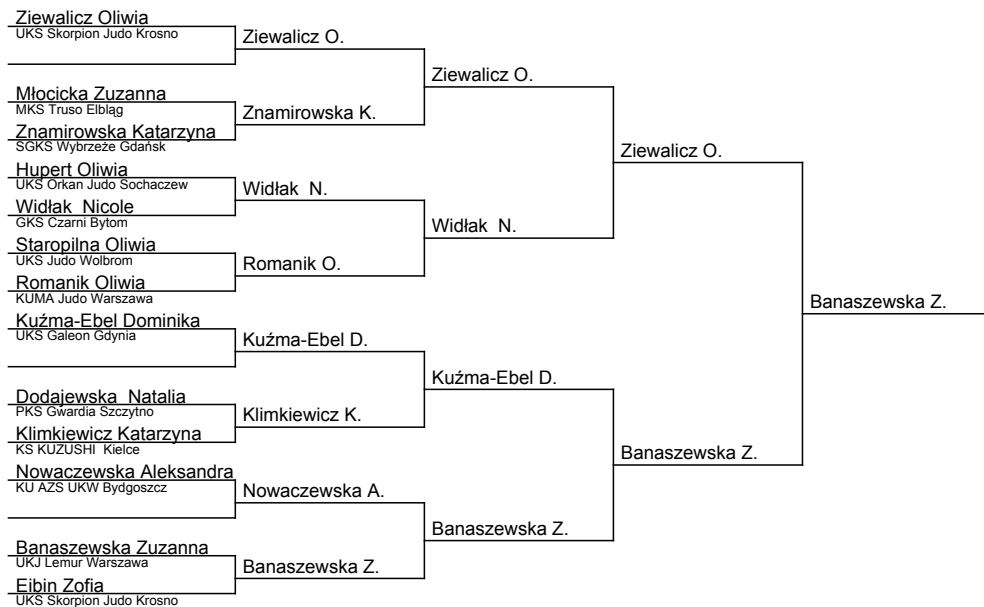 Ziewalicz Oliwia
UKS Skorpion Judo Krosno
Młocicka Zuzanna
MKS Truso Elbląg
Znamirowska Katarzyna
SGKS Wybrzeże Gdańsk
Hupert Oliwia
UKS Orkan Judo Sochaczew
Widłak  Nicole
GKS Czarni Bytom
Staropilna Oliwia
UKS Judo Wolbrom
Romanik Oliwia
KUMA Judo Warszawa
Kuźma-Ebel Dominika
UKS Galeon Gdynia
Dodajewska  Natalia
PKS Gwardia Szczytno
Klimkiewicz Katarzyna
KS KUZUSHI  Kielce
Nowaczewska Aleksandra
KU AZS UKW Bydgoszcz
Banaszewska Zuzanna
UKJ Lemur Warszawa
Eibin Zofia
UKS Skorpion Judo Krosno
Ziewalicz O.
Znamirowska K.
Widłak  N.
Romanik O.
Kuźma-Ebel D.
Klimkiewicz K.
Nowaczewska A.
Banaszewska Z.
Ziewalicz O.
Widłak  N.
Kuźma-Ebel D.
Banaszewska Z.
Ziewalicz O.
Banaszewska Z.
Banaszewska Z.